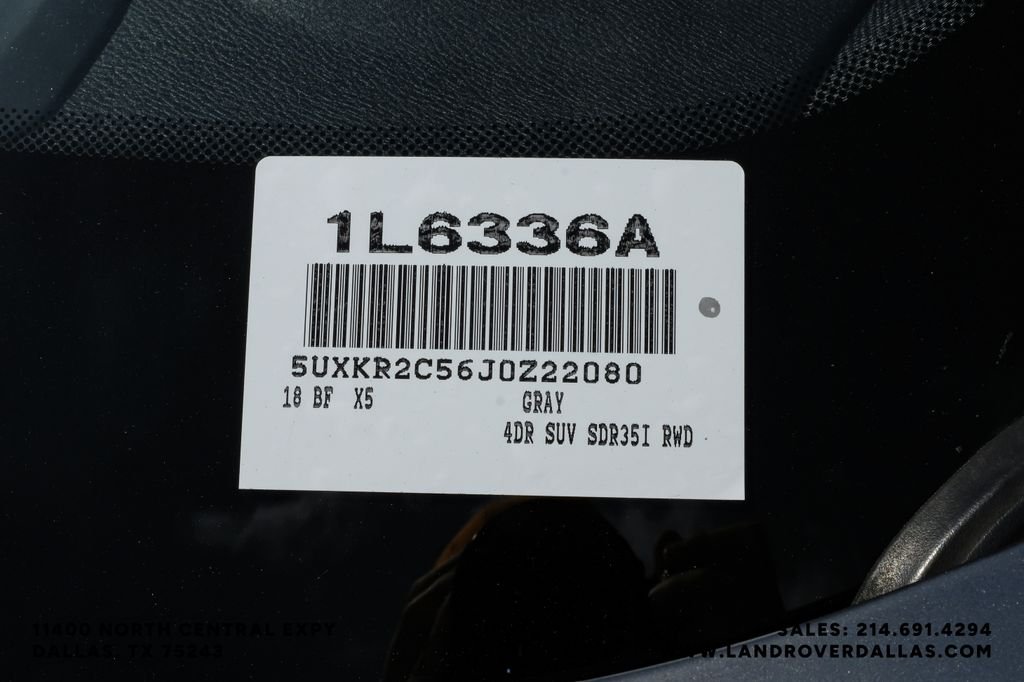 1L6336A
5UXKR2C56J0Z22080
18 BF X5 GRAY
4DR SUV SDR35I RWD
11400 NORTH CENTRAL EXPY
DALLAS, TX 75243
SALES: 214.691.4294
WWW.LANDROVERDALLAS.COM